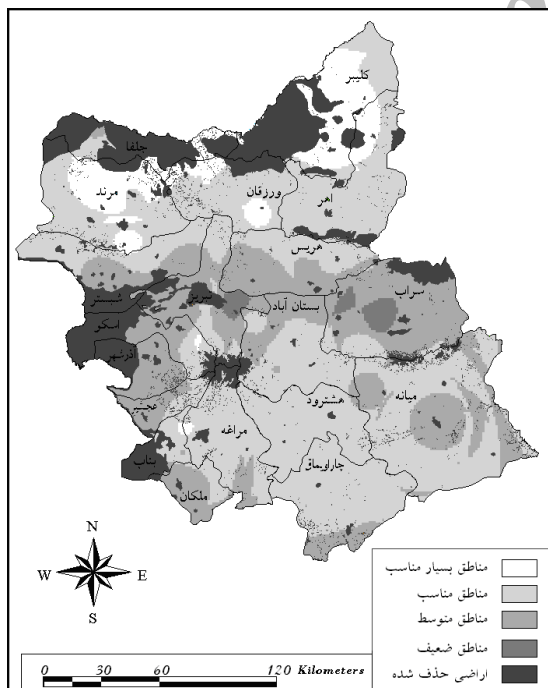 کلیبر
جلفا
مرند
ورزقان
اهر
هریس
شبستر
تبریز
سراب
اسکو
بستان آباد
آذرشهر
عجبشیر
هشترود
میانه
مراغه
بناب
چاراویماق
ملکان
N
W E
S
مناطق بسیار مناسب
مناطق مناسب
مناطق متوسط
مناطق ضعیف
اراضی حذف شده
0 30 60 120 Kilometers